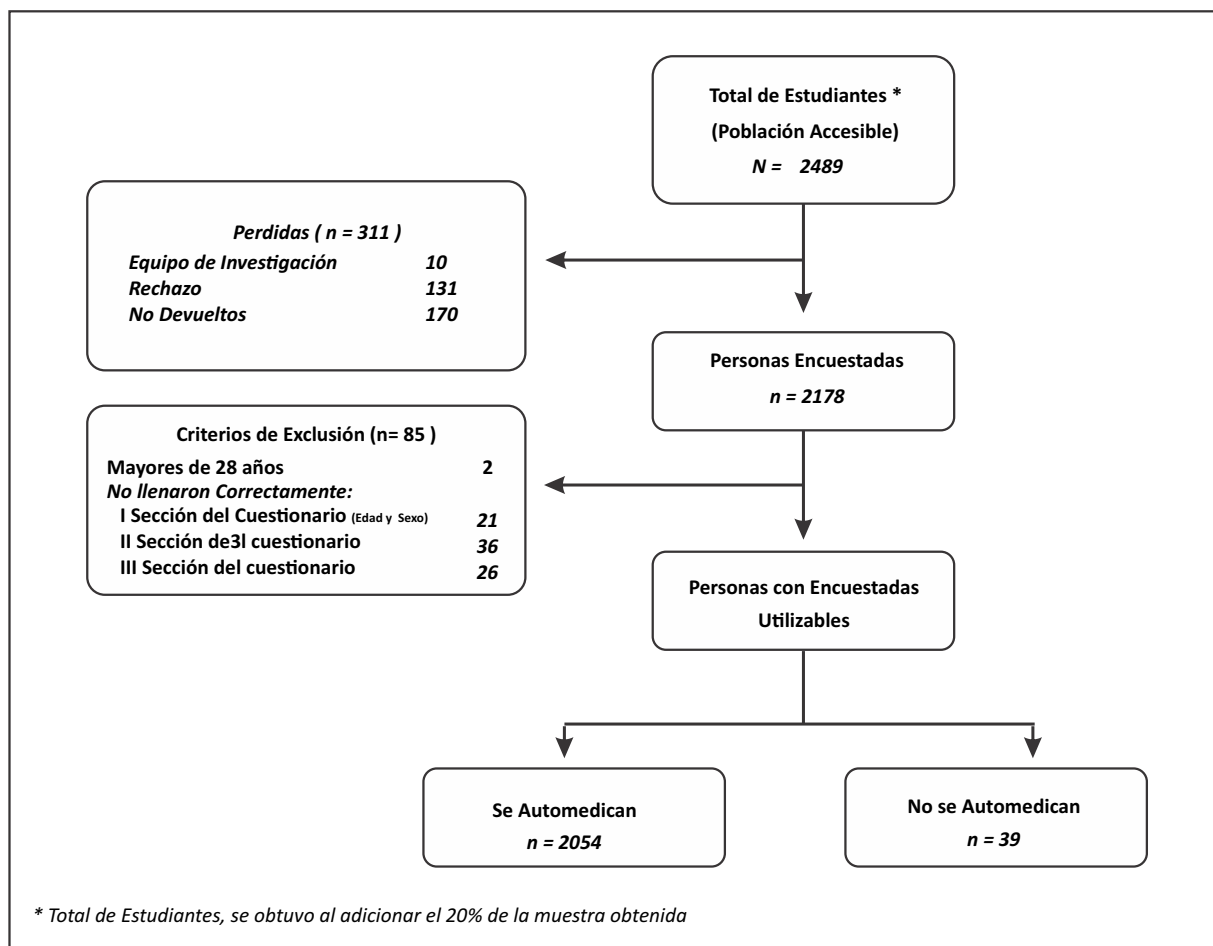 Total de Estudiantes *
(Población Accesible)
N = 2489
Perdidas ( n = 311 )
Equipo de Investigación 10
Rechazo 131
No Devueltos 170
Personas Encuestadas
n = 2178
Criterios de Exclusión (n= 85 )
Mayores de 28 años 2
No llenaron Correctamente:
I Sección del Cuestionario (Edad y Sexo) 21
II Sección de3l cuestionario 36
III Sección del cuestionario 26
Personas con Encuestadas
Utilizables
Se Automedican
n = 2054
No se Automedican
n = 39
* Total de Estudiantes, se obtuvo al adicionar el 20% de la muestra obtenida